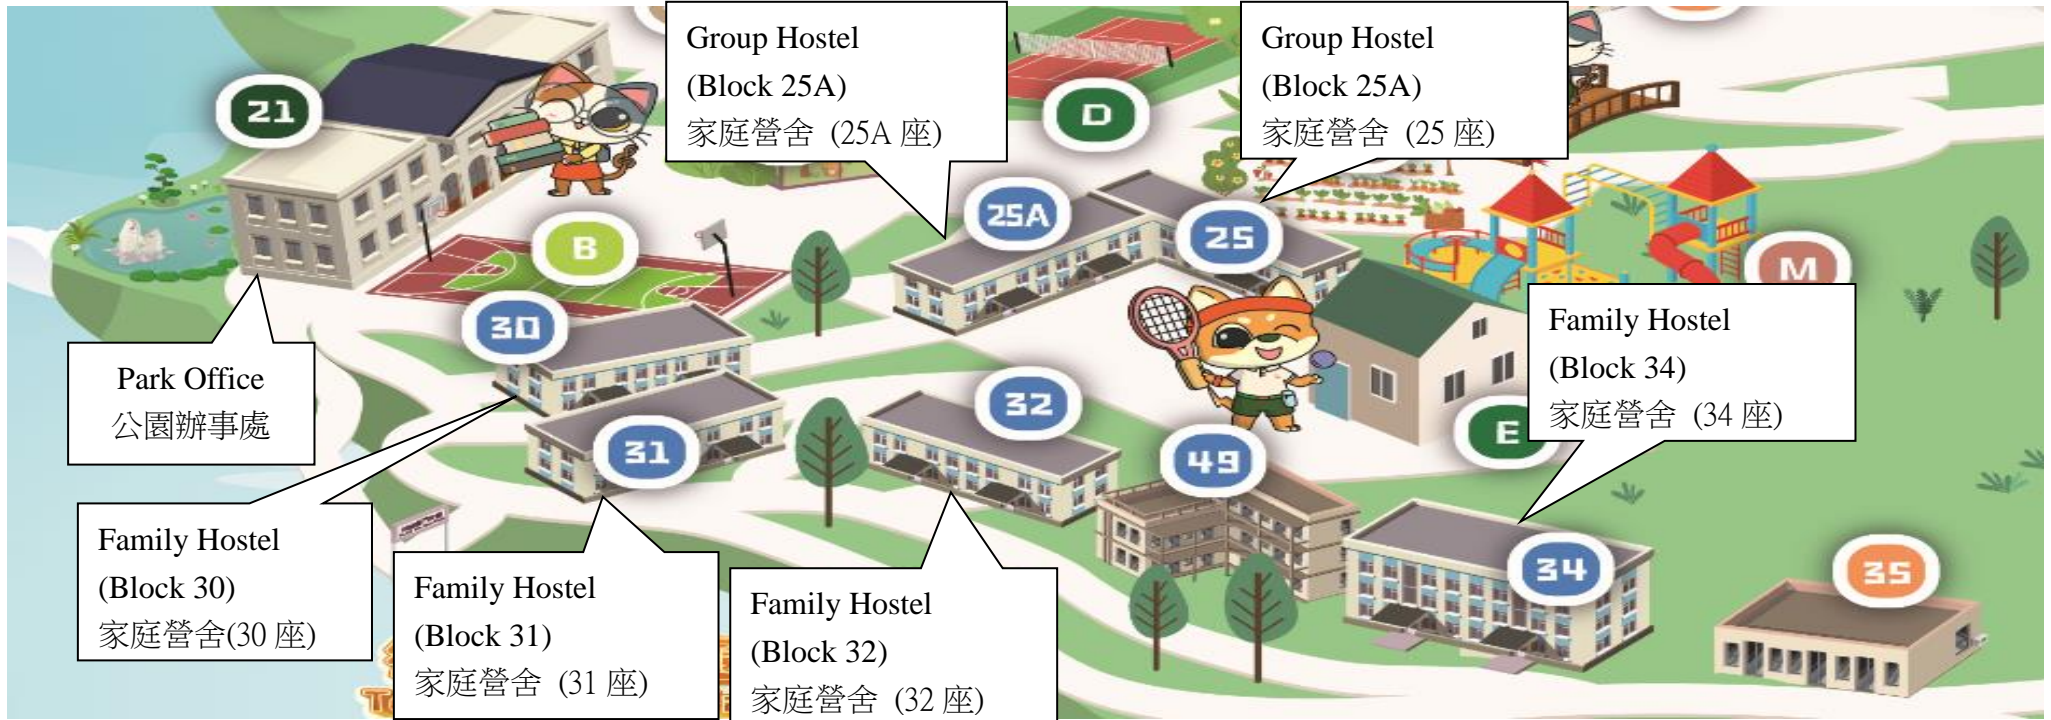 Group Hostel
(Block 25A)
家庭營舍 (25A 座)
Group Hostel
(Block 25A)
家庭營舍 (25 座)
21
D
25A
25
B
M
30
Park Office
公園辦事處
Family Hostel
(Block 34)
家庭營舍 (34 座)
32
E
31
49
Family Hostel
(Block 30)
家庭營舍(30 座)
Family Hostel
(Block 31)
家庭營舍 (31 座)
Family Hostel
(Block 32)
家庭營舍 (32 座)
34
35